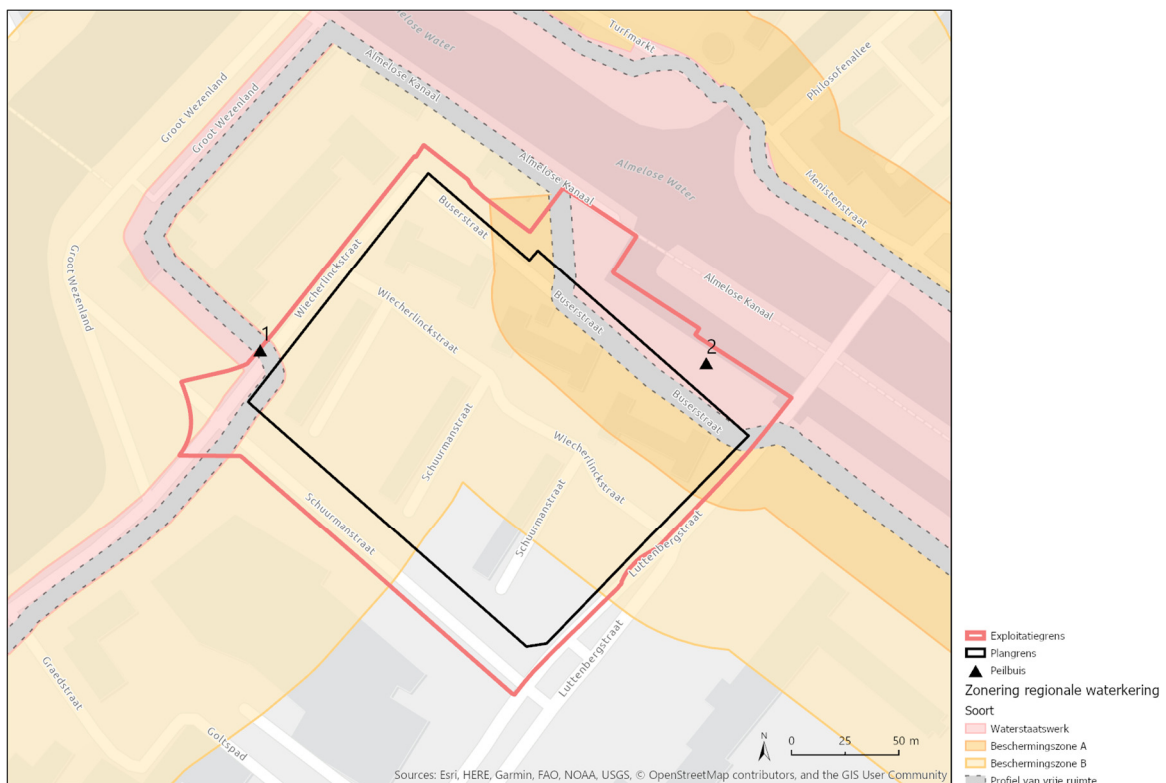 Almelose Water
Turfmarkt
Philosofenallee
Groot Wezenland
Groot Wezenland
Almelose Kanaal
Almelose Kanaal
Almelose Water
Menistenstraat
Buserstraat
Wiecherlinckstraat
Groot Wezenland
Almelose Kanaal
Wiecherlinckstraat
Buserstraat
1
2
Buserstraat
Schuurmanstraat
Wiecherlinckstraat
Schuurmanstraat
Schuurmanstraat
Luttenbergstraat
Luttenbergstraat
Graedstraat
Goltspad
N
0 25 50 m
Sources: Esri, HERE, Garmin, FAO, NOAA, USGS, © OpenStreetMap contributors, and the GIS User Community
Exploitatiegrens
Plangrens
Peilbuis
Zonering regionale waterkering
Soort
Waterstaatswerk
Beschermingszone A
Beschermingszone B
Profiel van vrije ruimte